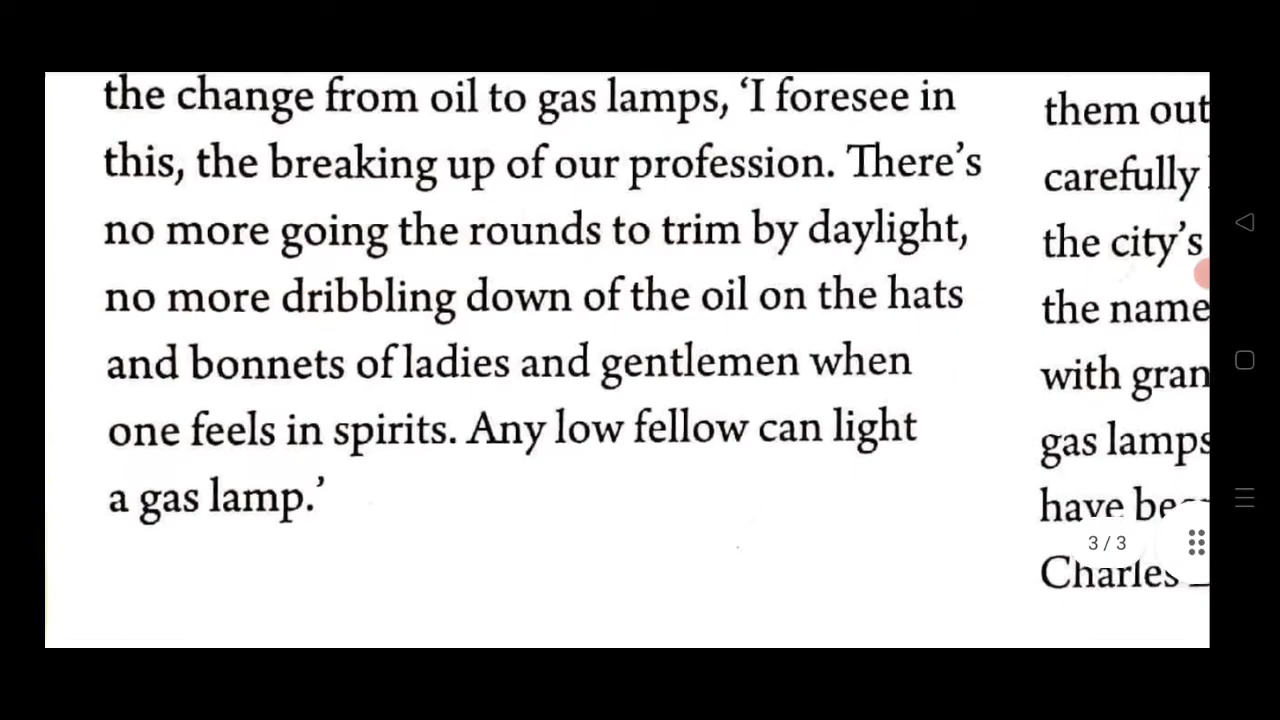 the change from oil to gas lamps, ‘I foresee in
this, the breaking up of our profession. There’s
no more going the rounds to trim by daylight,
no more dribbling down of the oil on the hats
and bonnets of ladies and gentlemen when
one feels in spirits. Any low fellow can light
a gas lamp.’
them out
carefully
the city’s
the name
with gran
gas lamps
have be
Charles
3 / 3